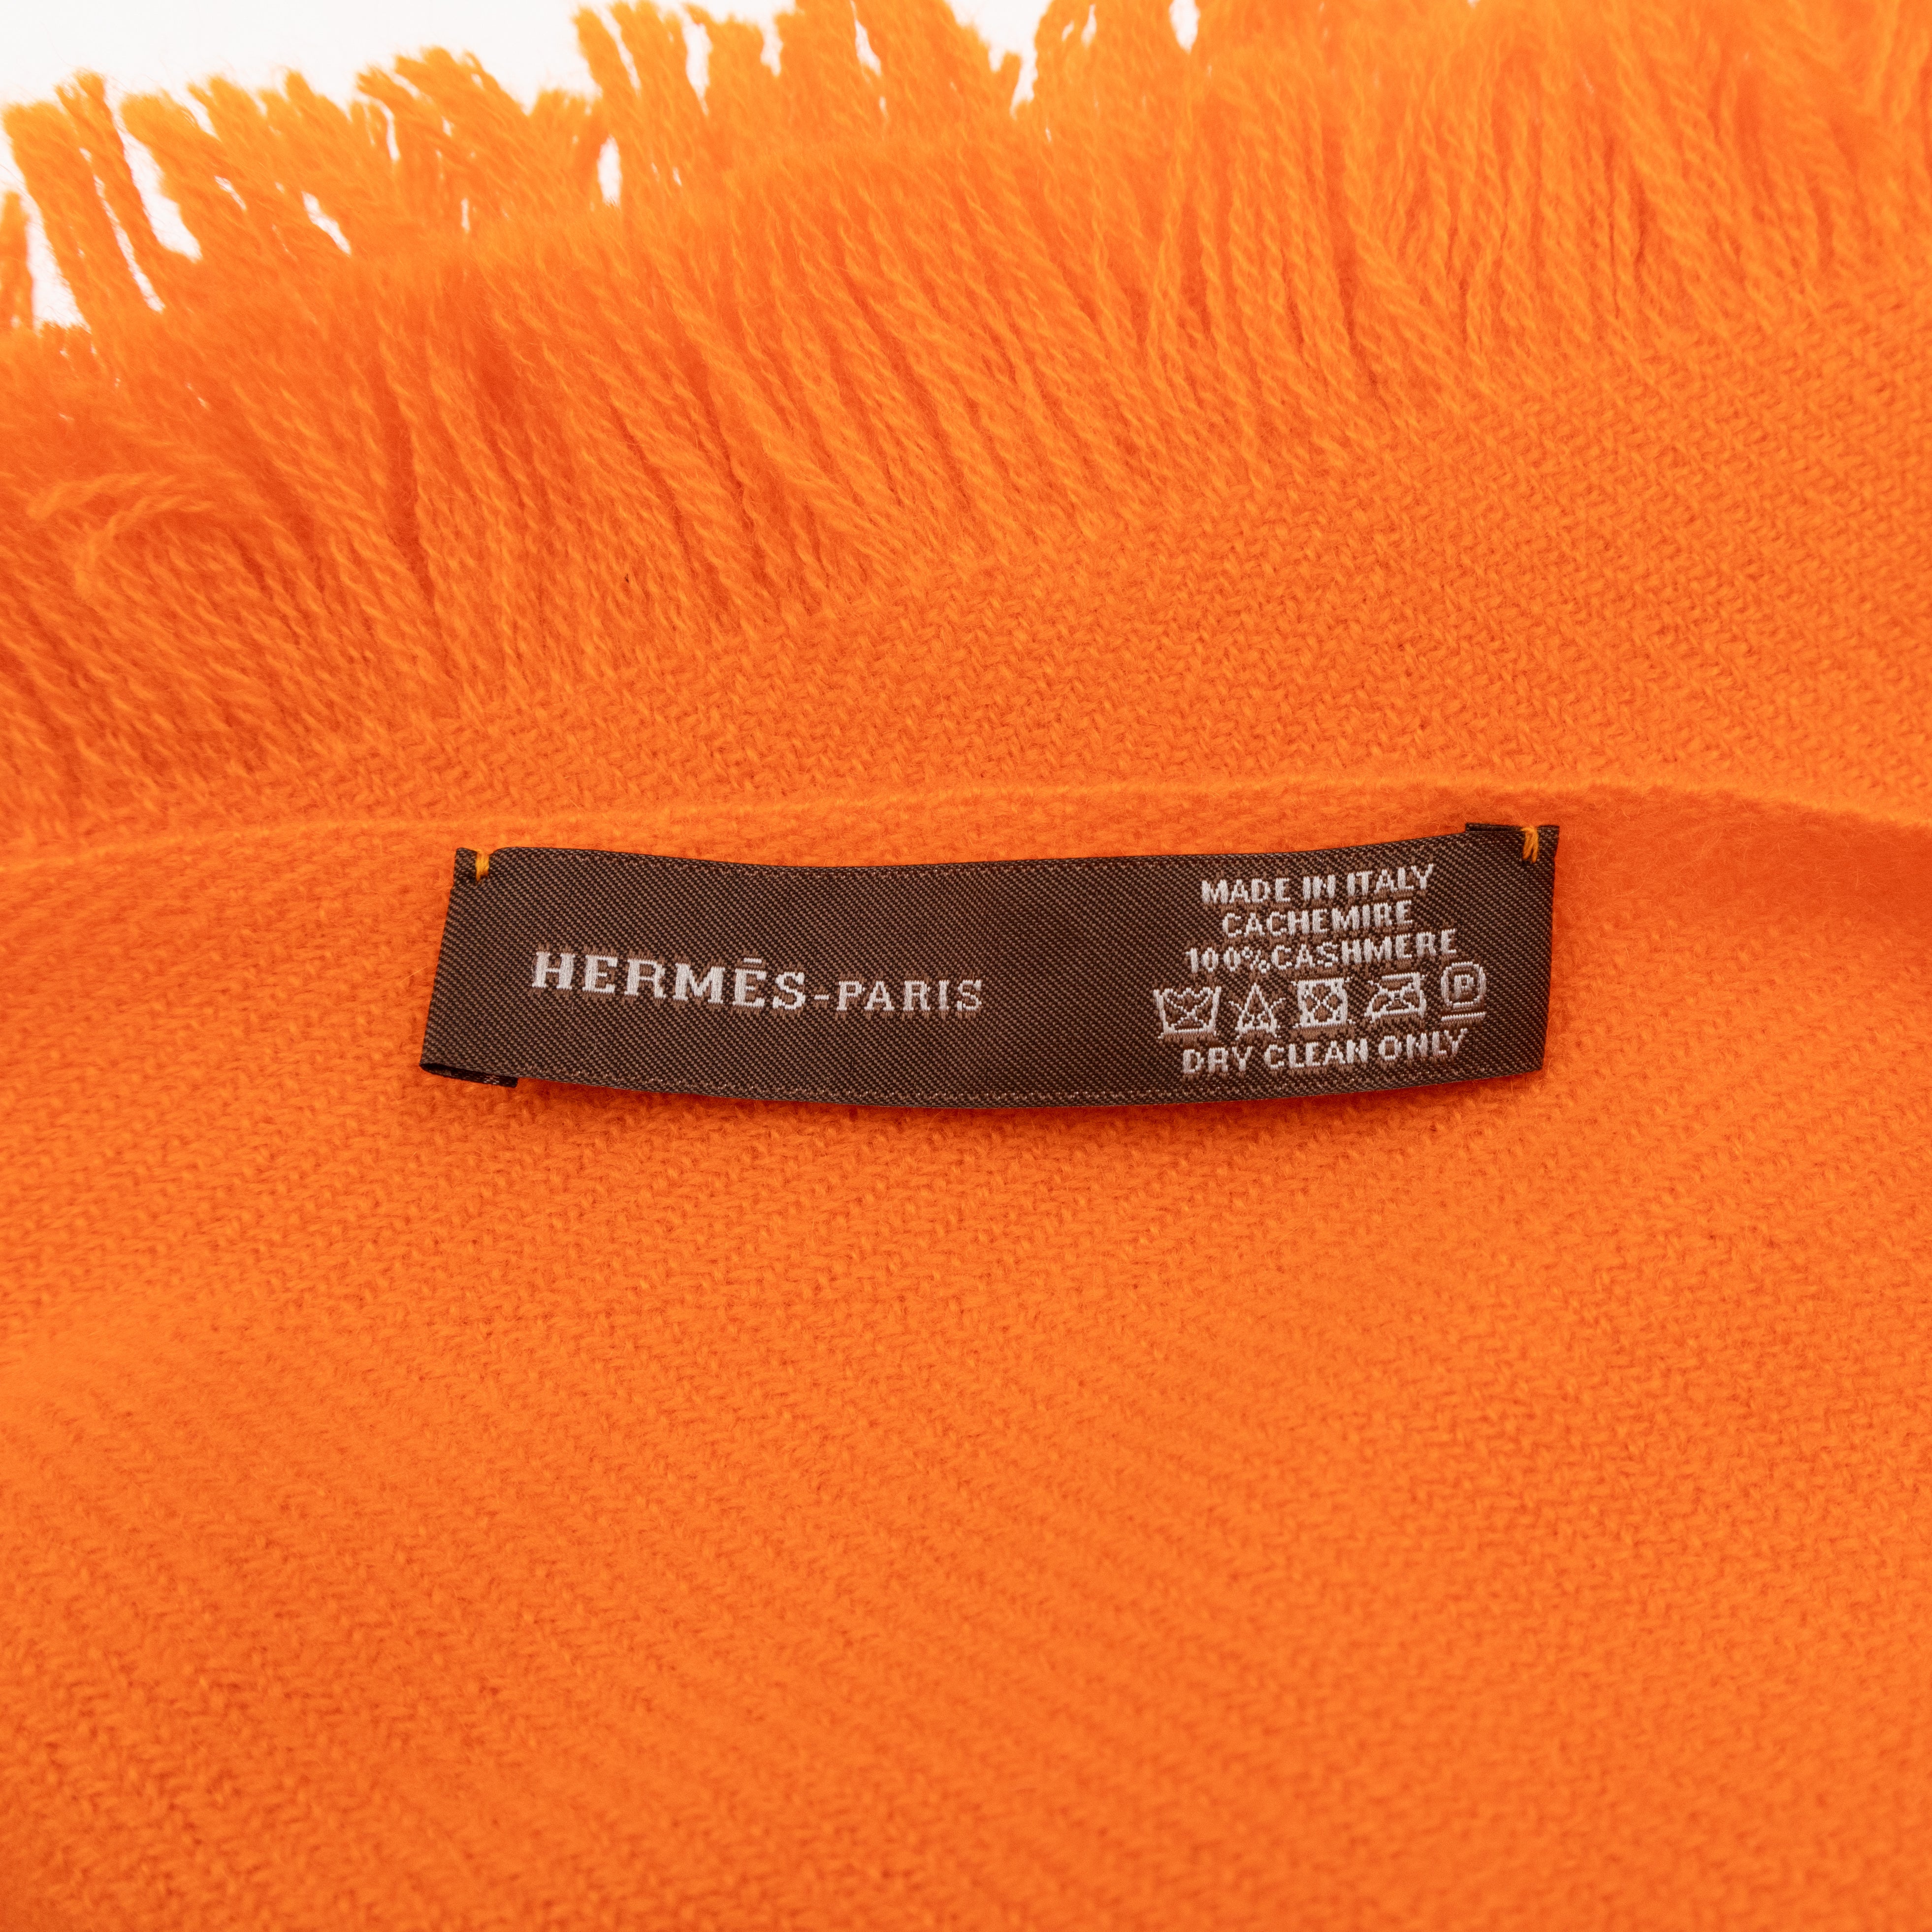 HERMÈS-PARIS
MADE IN ITALY
CACHEMIRE
100% CASHMERE
P
DRY CLEAN ONLY